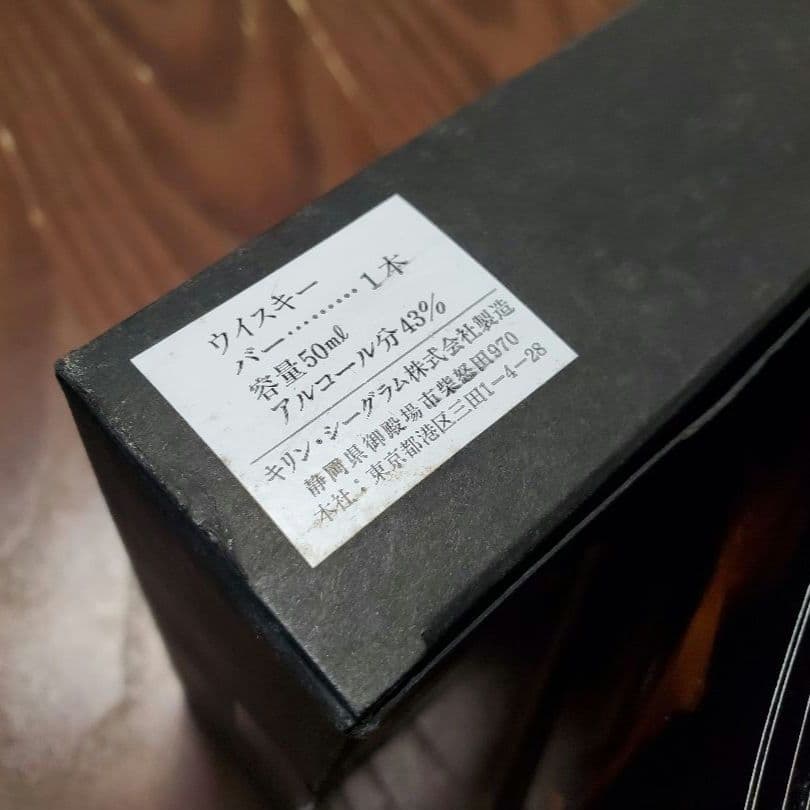 ウイスキー
バー………1本
容量50ml
アルコール分43%
キリン・シーグラム株式会社製造
静岡県御殿場市柴怒田970
本社：東京都港区三田1-4-28